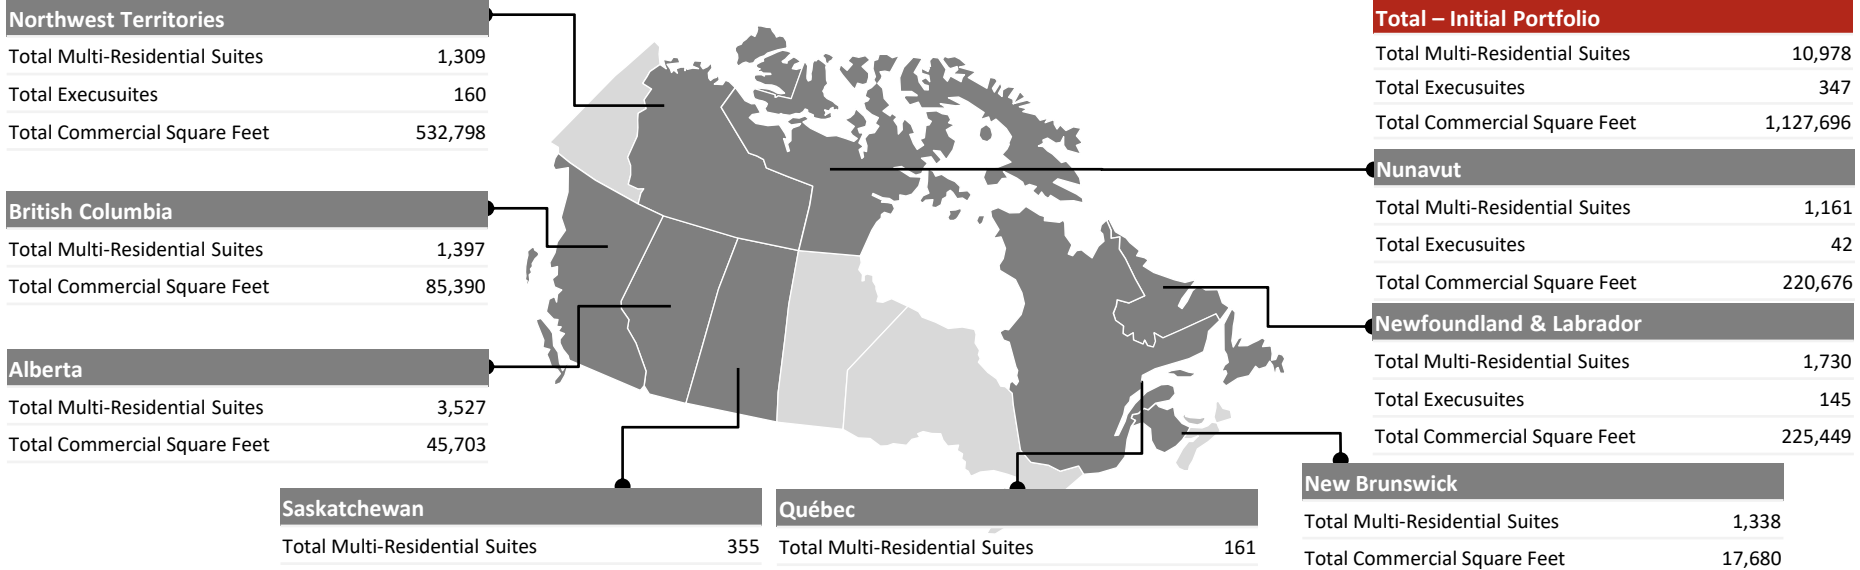 Northwest Territories
Total Multi-Residential Suites 1,309
Total Execusuites 160
Total Commercial Square Feet 532,798
British Columbia
Total Multi-Residential Suites 1,397
Total Commercial Square Feet 85,390
Alberta
Total Multi-Residential Suites 3,527
Total Commercial Square Feet 45,703
Saskatchewan
Total Multi-Residential Suites 355
Québec
Total Multi-Residential Suites 161
Total – Initial Portfolio
Total Multi-Residential Suites 10,978
Total Execusuites 347
Total Commercial Square Feet 1,127,696
Nunavut
Total Multi-Residential Suites 1,161
Total Execusuites 42
Total Commercial Square Feet 220,676
Newfoundland & Labrador
Total Multi-Residential Suites 1,730
Total Execusuites 145
Total Commercial Square Feet 225,449
New Brunswick
Total Multi-Residential Suites 1,338
Total Commercial Square Feet 17,680